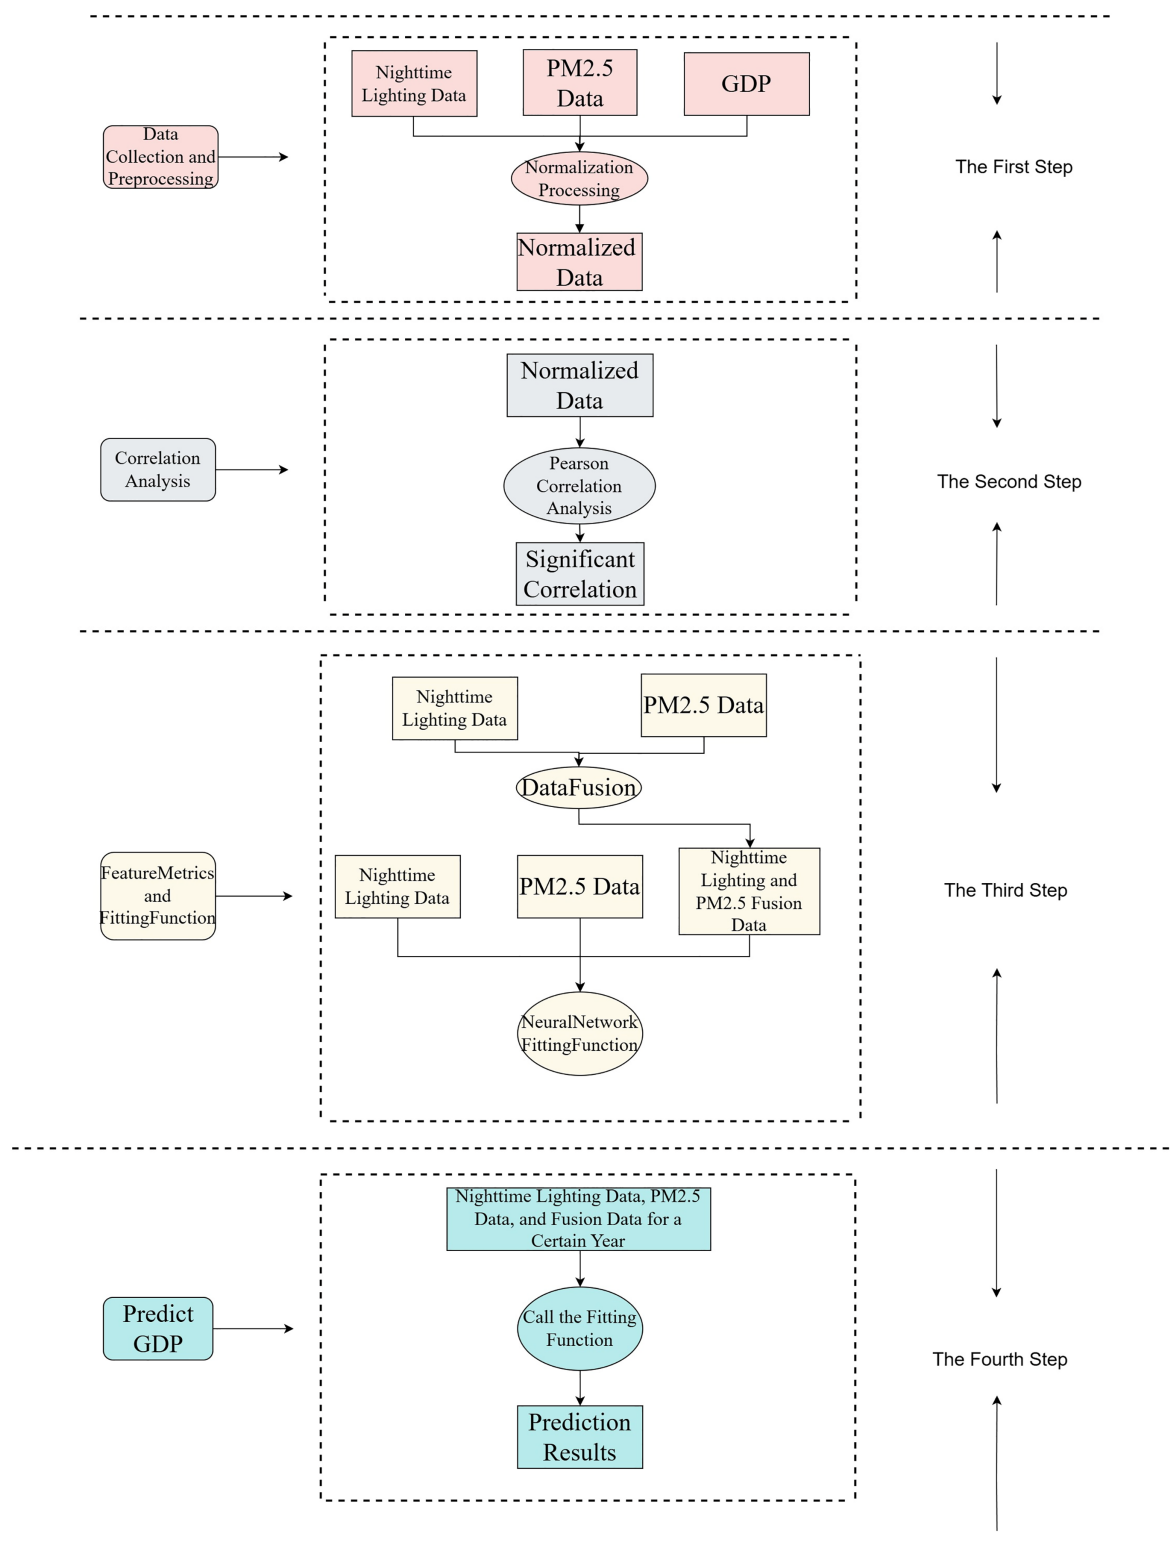 Nighttime
Lighting Data
PM2.5
Data
GDP
Data
Collection and
Preprocessing
Normalization
Processing
Normalized
Data
The First Step
Normalized
Data
Correlation
Analysis
Pearson
Correlation
Analysis
Significant
Correlation
The Second Step
Nighttime
Lighting Data
PM2.5 Data
DataFusion
FeatureMetrics
and
FittingFunction
Nighttime
Lighting Data
PM2.5 Data
Nighttime
Lighting and
PM2.5 Fusion
Data
NeuralNetwork
FittingFunction
The Third Step
Nighttime Lighting Data, PM2.5
Data, and Fusion Data for a
Certain Year
Predict
GDP
Call the Fitting
Function
Prediction
Results
The Fourth Step